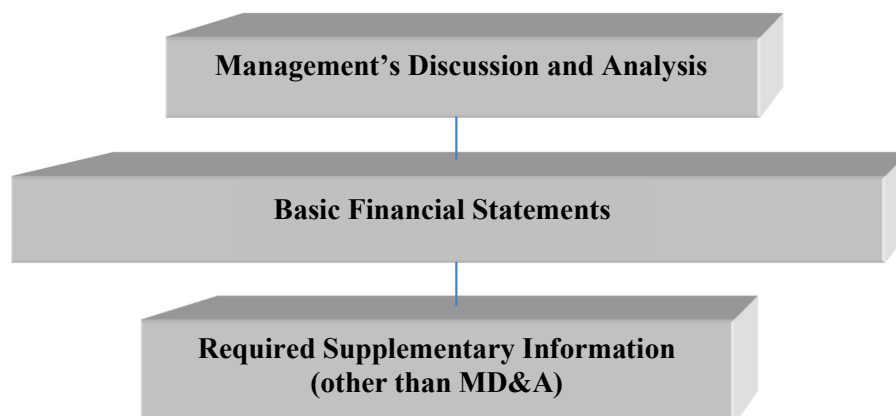 Management’s Discussion and Analysis
Basic Financial Statements
Required Supplementary Information
(other than MD&A)